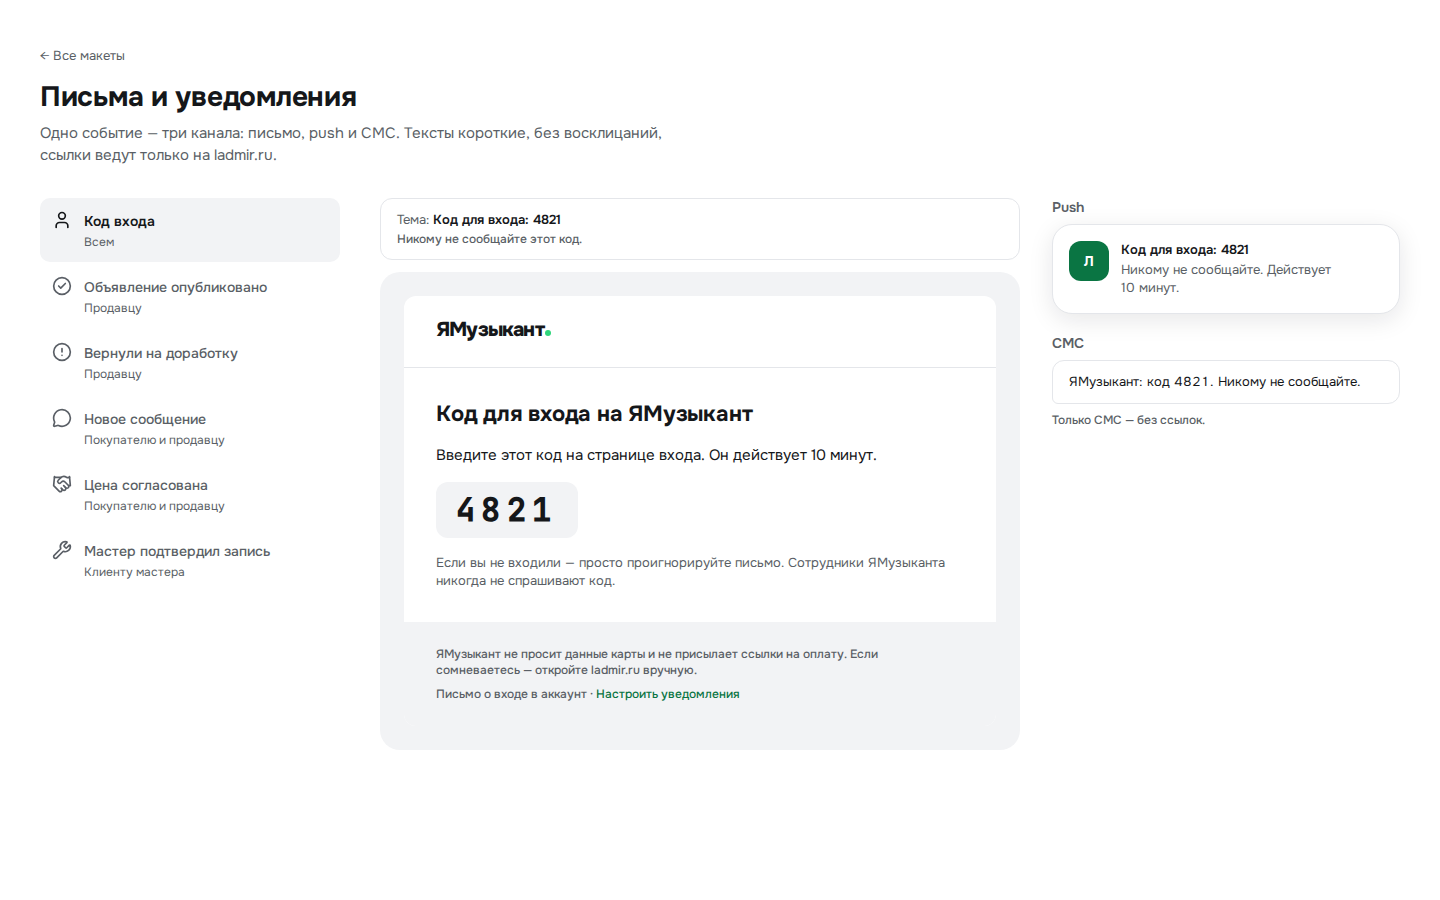 ← Все макеты
Письма и уведомления
Одно событие — три канала: письмо, push и СМС. Тексты короткие, без восклицаний,
ссылки ведут только на ladmir.ru.
Код входа
Всем
Объявление опубликовано
Продавцу
Вернули на доработку
Продавцу
Новое сообщение
Покупателю и продавцу
Цена согласована
Покупателю и продавцу
Мастер подтвердил запись
Клиенту мастера
Тема: Код для входа: 4821
Никому не сообщайте этот код.
ЯМузыкант.
Код для входа на ЯМузыкант
Введите этот код на странице входа. Он действует 10 минут.
4821
Если вы не входили — просто проигнорируйте письмо. Сотрудники ЯМузыканта
никогда не спрашивают код.
ЯМузыкант не просит данные карты и не присылает ссылки на оплату. Если
сомневаетесь — откройте ladmir.ru вручную.
Письмо о входе в аккаунт · Настроить уведомления
Push
Л
Код для входа: 4821
Никому не сообщайте. Действует
10 минут.
СМС
ЯМузыкант: код 4821. Никому не сообщайте.
Только СМС — без ссылок.